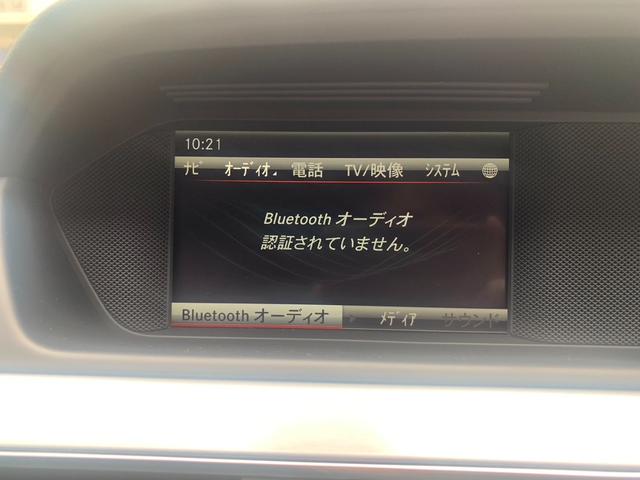 10:21
ﾅﾋﾞ ｵｰﾃﾞｨｵ 電話 TV/映像 ｼｽﾃﾑ
Bluetooth オーディオ
認証されていません。
Bluetooth オーディオ ﾒﾃﾞｨｱ サウンド